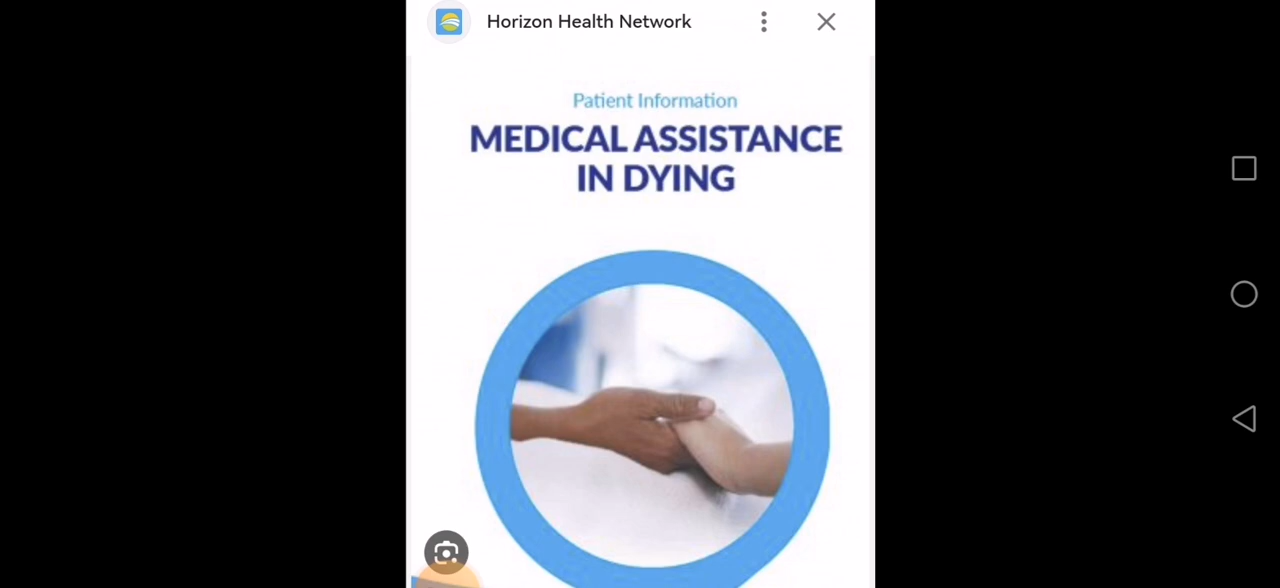 Horizon Health Network
Patient Information
MEDICAL ASSISTANCE
IN DYING